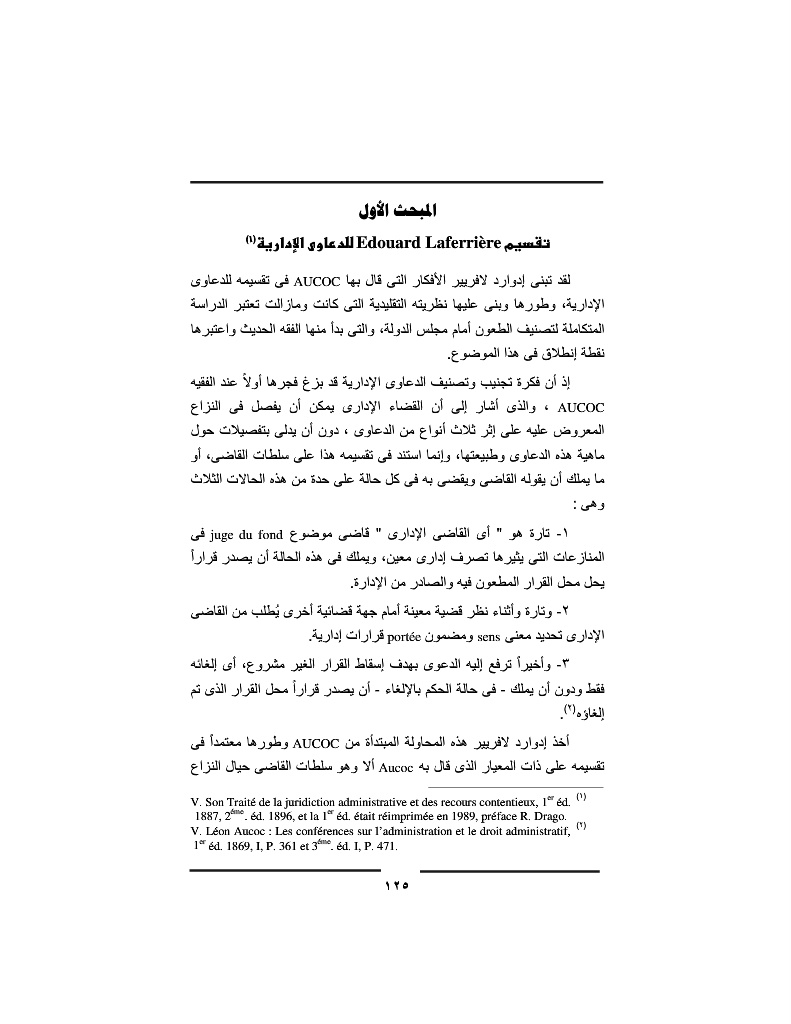 المبحث الأول
تقسيم Edouard Laferrière للدعاوى الإدارية(١)
لقد تبنى إدوارد لافريير الأفكار التى قال بها AUCOC فى تقسيمه للدعاوى
الإدارية، وطورها وبنى عليها نظريته التقليدية التى كانت ومازالت تعتبر الدراسة
المتكاملة لتصنيف الطعون أمام مجلس الدولة، والتى بدأ منها الفقه الحديث واعتبرها
نقطة إنطلاق فى هذا الموضوع.
إذ أن فكرة تجنيب وتصنيف الدعاوى الإدارية قد بزغ فجرها أولاً عند الفقيه
AUCOC ، والذى أشار إلى أن القضاء الإدارى يمكن أن يفصل فى النزاع
المعروض عليه على إثر ثلاث أنواع من الدعاوى ، دون أن يدلى بتفصيلات حول
ماهية هذه الدعاوى وطبيعتها، وإنما استند فى تقسيمه هذا على سلطات القاضى، أو
ما يملك أن يقوله القاضى ويقضى به فى كل حالة على حدة من هذه الحالات الثلاث
وهى :
١- تارة هو " أى القاضى الإدارى " قاضى موضوع juge du fond فى
المنازعات التى يثيرها تصرف إدارى معين، ويملك فى هذه الحالة أن يصدر قراراً
يحل محل القرار المطعون فيه والصادر من الإدارة.
٢- وتارة وأثناء نظر قضية معينة أمام جهة قضائية أخرى يُطلب من القاضى
الإدارى تحديد معنى sens ومضمون portée قرارات إدارية.
٣- وأخيراً ترفع إليه الدعوى بهدف إسقاط القرار الغير مشروع، أى إلغائه
فقط ودون أن يملك - فى حالة الحكم بالإلغاء - أن يصدر قراراً محل القرار الذى تم
إلغاؤه(٢).
أخذ إدوارد لافريير هذه المحاولة المبتدأة من AUCOC وطورها معتمداً فى
تقسيمه على ذات المعيار الذى قال به Aucoc ألا وهو سلطات القاضى حيال النزاع
(١) V. Son Traité de la juridiction administrative et des recours contentieux, 1er éd.
1887, 2éme. éd. 1896, et la 1er éd. était réimprimée en 1989, préface R. Drago.
(٢) V. Léon Aucoc : Les conférences sur l’administration et le droit administratif,
1er éd. 1869, I, P. 361 et 3éme. éd. I, P. 471.
١٢٥